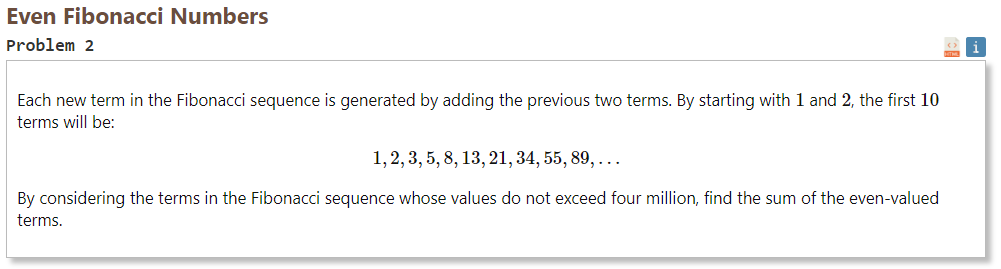 Even Fibonacci Numbers
Problem 2
HTML
i
Each new term in the Fibonacci sequence is generated by adding the previous two terms. By starting with 1 and 2, the first 10
terms will be:
1, 2, 3, 5, 8, 13, 21, 34, 55, 89, . . .
By considering the terms in the Fibonacci sequence whose values do not exceed four million, find the sum of the even-valued
terms.